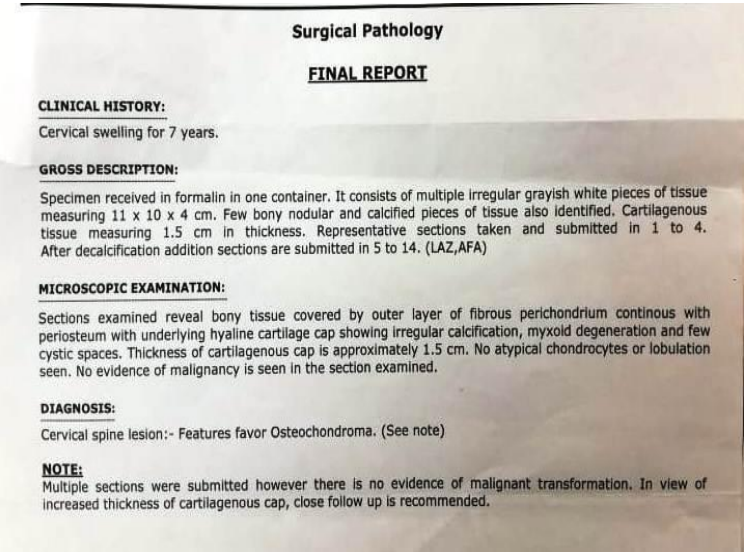 Surgical Pathology
FINAL REPORT
CLINICAL HISTORY:
Cervical swelling for 7 years.
GROSS DESCRIPTION:
Specimen received in formalin in one container. It consists of multiple irregular grayish white pieces of tissue
measuring 11 x 10 x 4 cm. Few bony nodular and calcified pieces of tissue also identified. Cartilagenous
tissue measuring 1.5 cm in thickness. Representative sections taken and submitted in 1 to 4.
After decalcification addition sections are submitted in 5 to 14. (LAZ,AFA)
MICROSCOPIC EXAMINATION:
Sections examined reveal bony tissue covered by outer layer of fibrous perichondrium continous with
periosteum with underlying hyaline cartilage cap showing irregular calcification, myxoid degeneration and few
cystic spaces. Thickness of cartilagenous cap is approximately 1.5 cm. No atypical chondrocytes or lobulation
seen. No evidence of malignancy is seen in the section examined.
DIAGNOSIS:
Cervical spine lesion:- Features favor Osteochondroma. (See note)
NOTE:
Multiple sections were submitted however there is no evidence of malignant transformation. In view of
increased thickness of cartilagenous cap, close follow up is recommended.